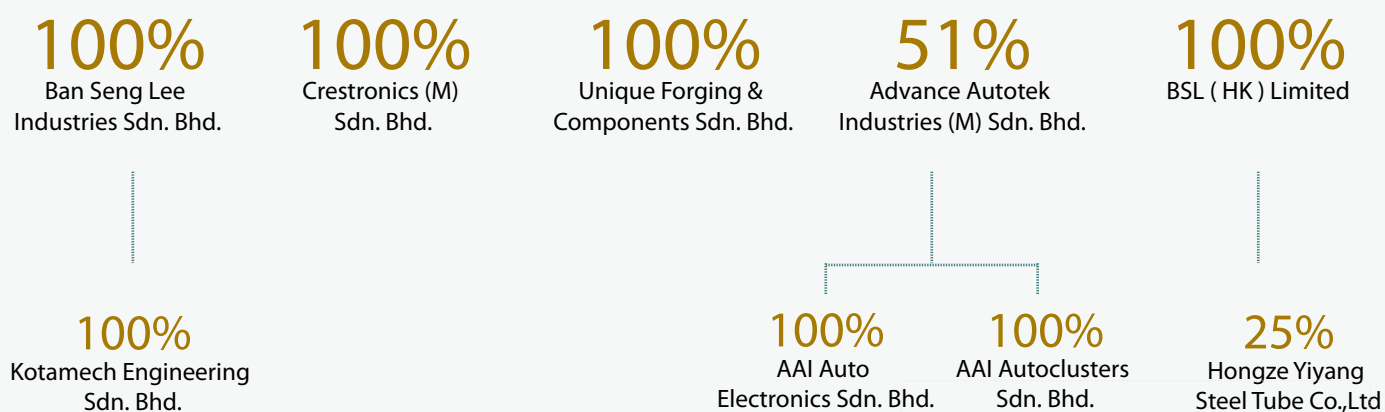 100%
Ban Seng Lee
Industries Sdn. Bhd.
100%
Crestronics (M)
Sdn. Bhd.
100%
Unique Forging &
Components Sdn. Bhd.
51%
Advance Autotek
Industries (M) Sdn. Bhd.
100%
BSL ( HK ) Limited
100%
Kotamech Engineering
Sdn. Bhd.
100%
AAI Auto
Electronics Sdn. Bhd.
100%
AAI Autoclusters
Sdn. Bhd.
25%
Hongze Yiyang
Steel Tube Co.,Ltd